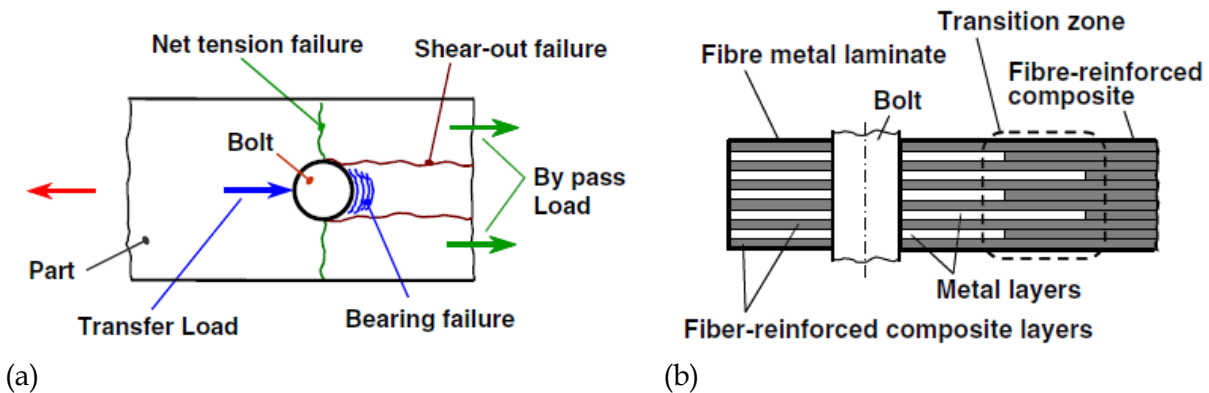 Net tension failure
Shear-out failure
Bolt
By pass
Load
Part
Transfer Load
Bearing failure
(a)
Transition zone
Fibre metal laminate
Fibre-reinforced
composite
Bolt
Metal layers
Fiber-reinforced composite layers
(b)